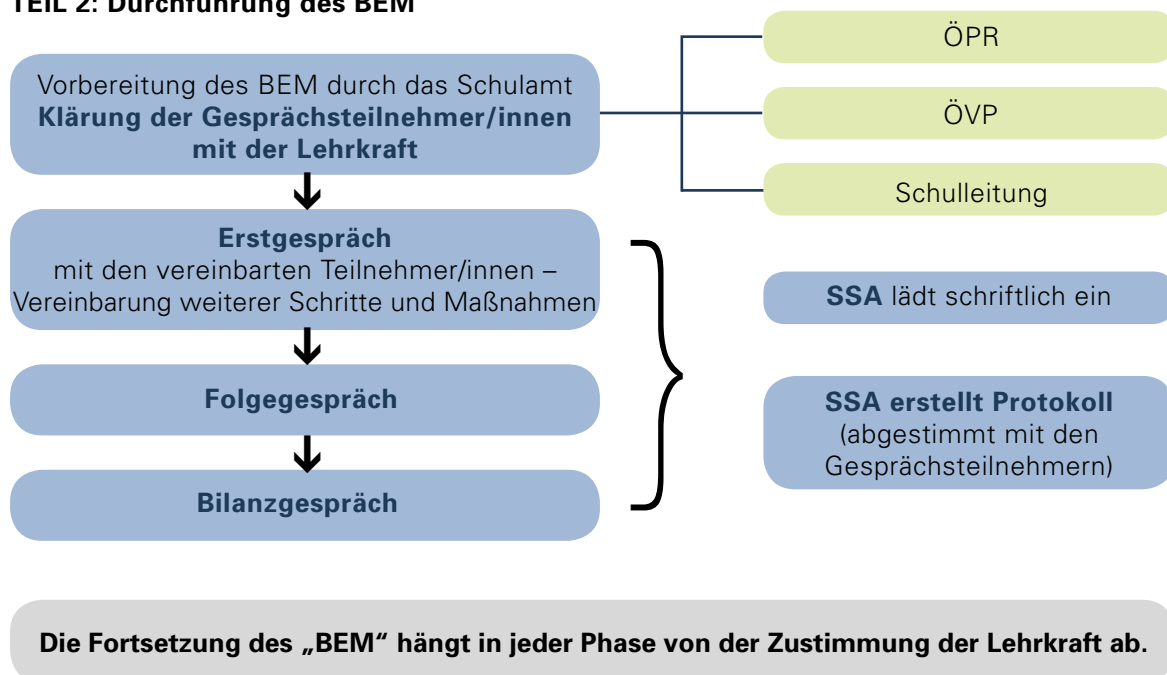 TEIL 2: Durchführung des BEM
Vorbereitung des BEM durch das Schulamt
Klärung der Gesprächsteilnehmer/innen
mit der Lehrkraft
ÖPR
ÖVP
Schulleitung
Erstgespräch
mit den vereinbarten Teilnehmer/innen –
Vereinbarung weiterer Schritte und Maßnahmen
Folgegespräch
Bilanzgespräch
SSA lädt schriftlich ein
SSA erstellt Protokoll
(abgestimmt mit den
Gesprächsteilnehmern)
Die Fortsetzung des „BEM“ hängt in jeder Phase von der Zustimmung der Lehrkraft ab.